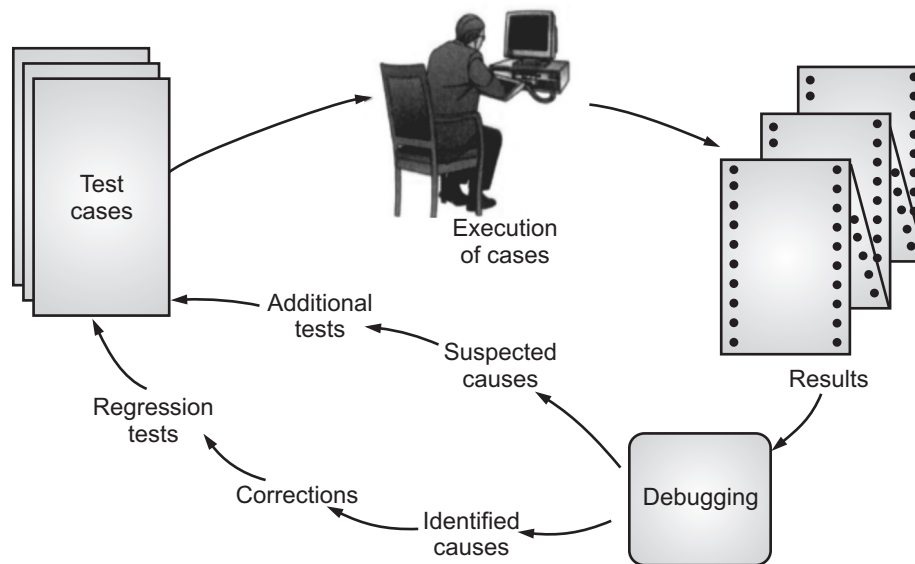 Test
cases
Execution
of cases
Results
Additional
tests
Suspected
causes
Regression
tests
Corrections
Identified
causes
Debugging